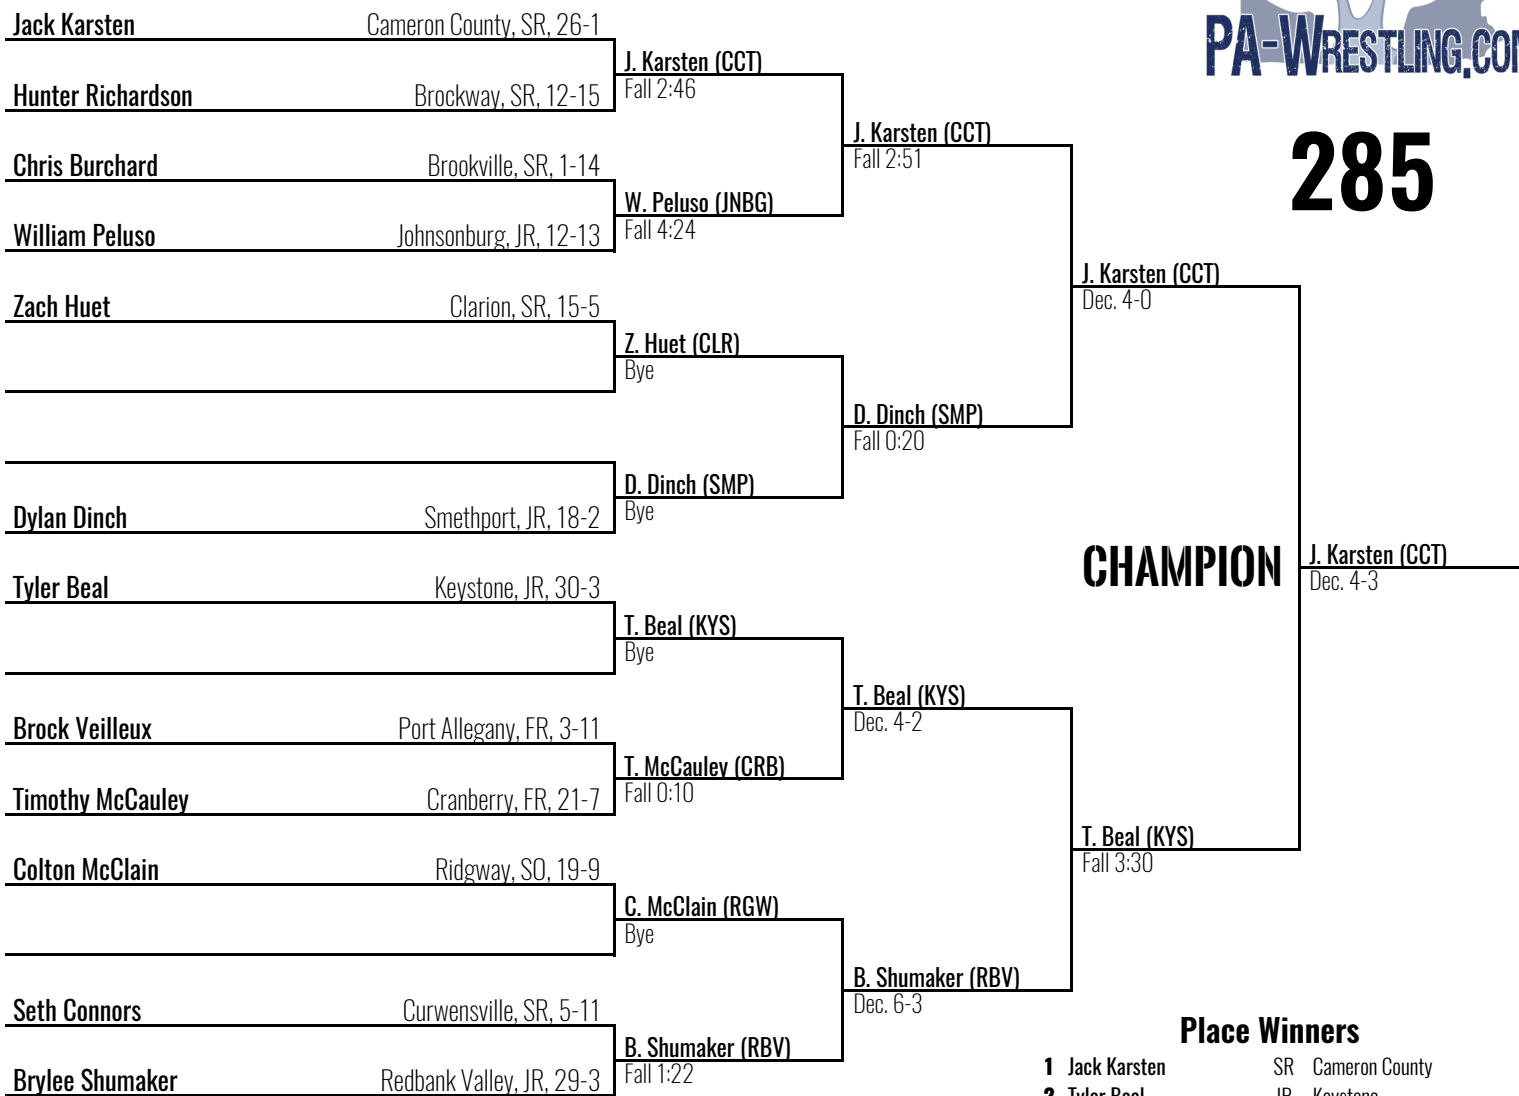 PA-WRESTLING.CO
285
Jack Karsten Cameron County, SR, 26-1
Hunter Richardson Brockway, SR, 12-15
Chris Burchard Brookville, SR, 1-14
William Peluso Johnsonburg, JR, 12-13
Zach Huet Clarion, SR, 15-5
Dylan Dinch Smethport, JR, 18-2
Tyler Beal Keystone, JR, 30-3
Brock Veilleux Port Allegany, FR, 3-11
Timothy McCauley Cranberry, FR, 21-7
Colton McClain Ridgway, SO, 19-9
Seth Connors Curwensville, SR, 5-11
Brylee Shumaker Redbank Valley, JR, 29-3
J. Karsten (CCT)
Fall 2:46
W. Peluso (JNBG)
Fall 4:24
Z. Huet (CLR)
Bye
D. Dinch (SMP)
Bye
T. Beal (KYS)
Bye
T. McCauley (CRB)
Fall 0:10
C. McClain (RGW)
Bye
B. Shumaker (RBV)
Fall 1:22
J. Karsten (CCT)
Fall 2:51
D. Dinch (SMP)
Fall 0:20
T. Beal (KYS)
Dec. 4-2
B. Shumaker (RBV)
Dec. 6-3
J. Karsten (CCT)
Dec. 4-0
T. Beal (KYS)
Fall 3:30
CHAMPION
J. Karsten (CCT)
Dec. 4-3
Place Winners
1 Jack Karsten SR Cameron County
2 Tyler Beal JR Keystone